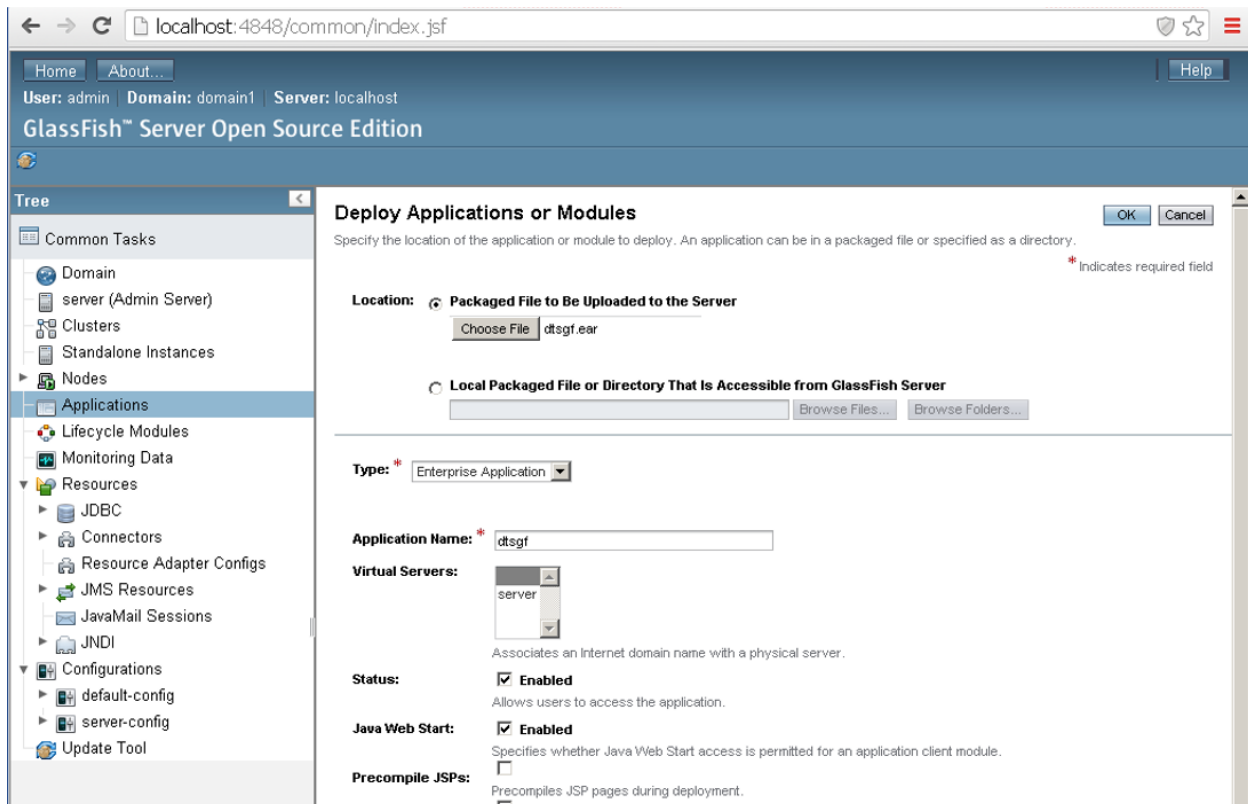 localhost:4848/common/index.jsf
Home About... Help
User: admin Domain: domain1 Server: localhost
GlassFish™ Server Open Source Edition
Tree
Common Tasks
Domain
server (Admin Server)
Clusters
Standalone Instances
Nodes
Applications
Lifecycle Modules
Monitoring Data
Resources
JDBC
Connectors
Resource Adapter Configs
JMS Resources
JavaMail Sessions
JNDI
Configurations
default-config
server-config
Update Tool
Deploy Applications or Modules OK Cancel
Specify the location of the application or module to deploy. An application can be in a packaged file or specified as a directory.
* Indicates required field
Location: Packaged File to Be Uploaded to the Server
Choose File dtsgf.ear
Local Packaged File or Directory That Is Accessible from GlassFish Server
Browse Files... Browse Folders...
Type: * Enterprise Application
Application Name: * dtsgf
Virtual Servers:
server
Associates an Internet domain name with a physical server.
Status: Enabled
Allows users to access the application.
Java Web Start: Enabled
Specifies whether Java Web Start access is permitted for an application client module.
Precompile JSPs:
Precompiles JSP pages during deployment.